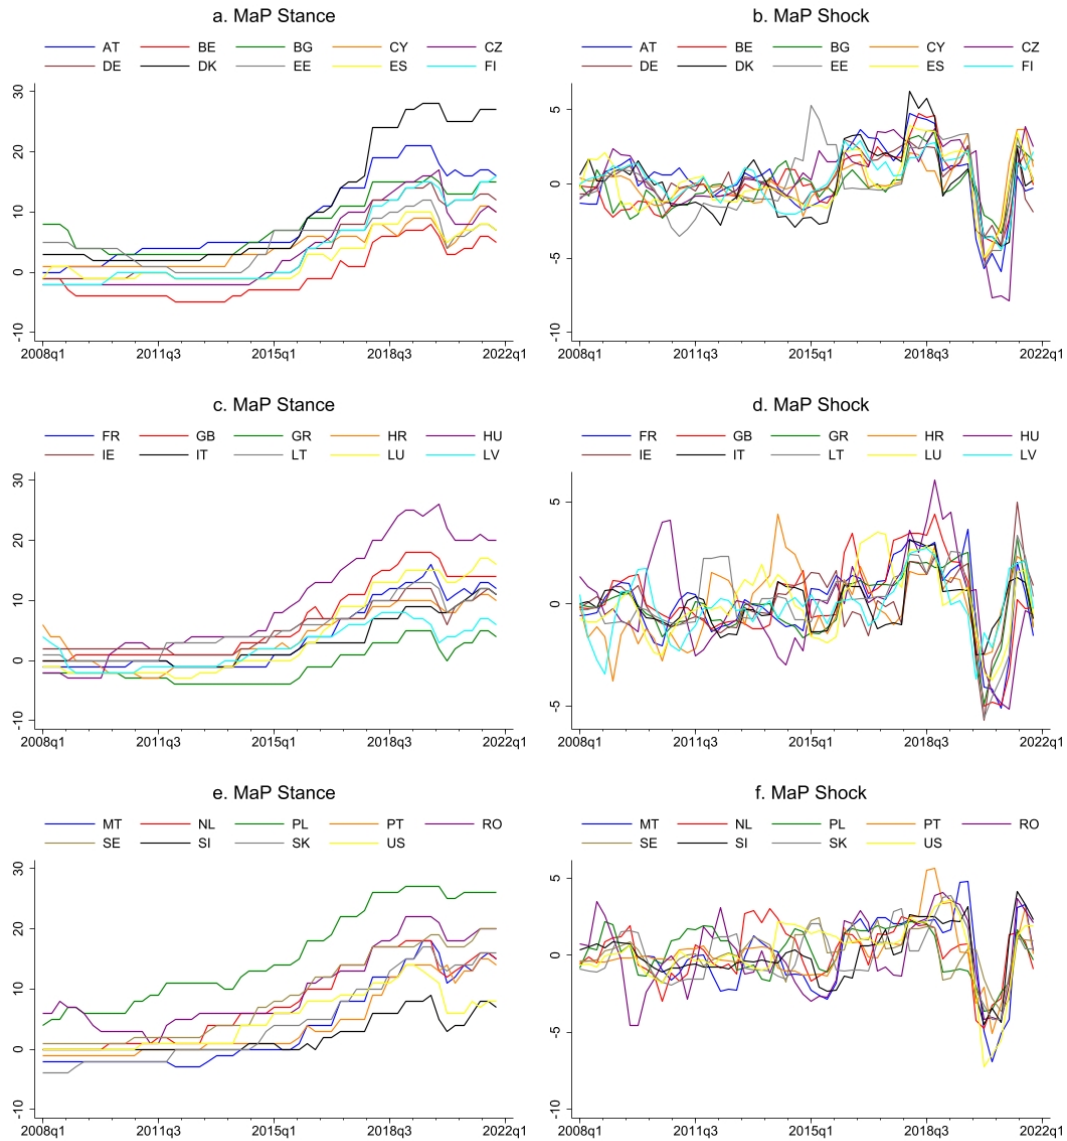 a. MaP Stance
AT BE BG CY CZ
DE DK EE ES FI
30
20
10
0
-10
2008q1 2011q3 2015q1 2018q3 2022q1
b. MaP Shock
AT BE BG CY CZ
DE DK EE ES FI
5
0
-5
-10
2008q1 2011q3 2015q1 2018q3 2022q1
c. MaP Stance
FR GB GR HR HU
IE IT LT LU LV
30
20
10
0
-10
2008q1 2011q3 2015q1 2018q3 2022q1
d. MaP Shock
FR GB GR HR HU
IE IT LT LU LV
5
0
-5
2008q1 2011q3 2015q1 2018q3 2022q1
e. MaP Stance
MT NL PL PT RO
SE SI SK US
30
20
10
0
-10
2008q1 2011q3 2015q1 2018q3 2022q1
f. MaP Shock
MT NL PL PT RO
SE SI SK US
5
0
-5
-10
2008q1 2011q3 2015q1 2018q3 2022q1